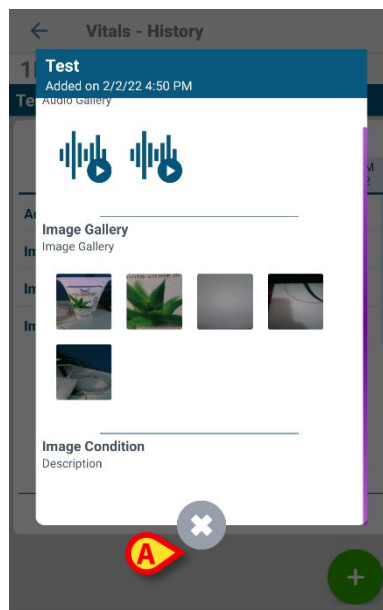 Vitals - History
Test
Added on 2/2/22 4:50 PM
Audio Gallery
Image Gallery
Image Gallery
Image Condition
Description
A